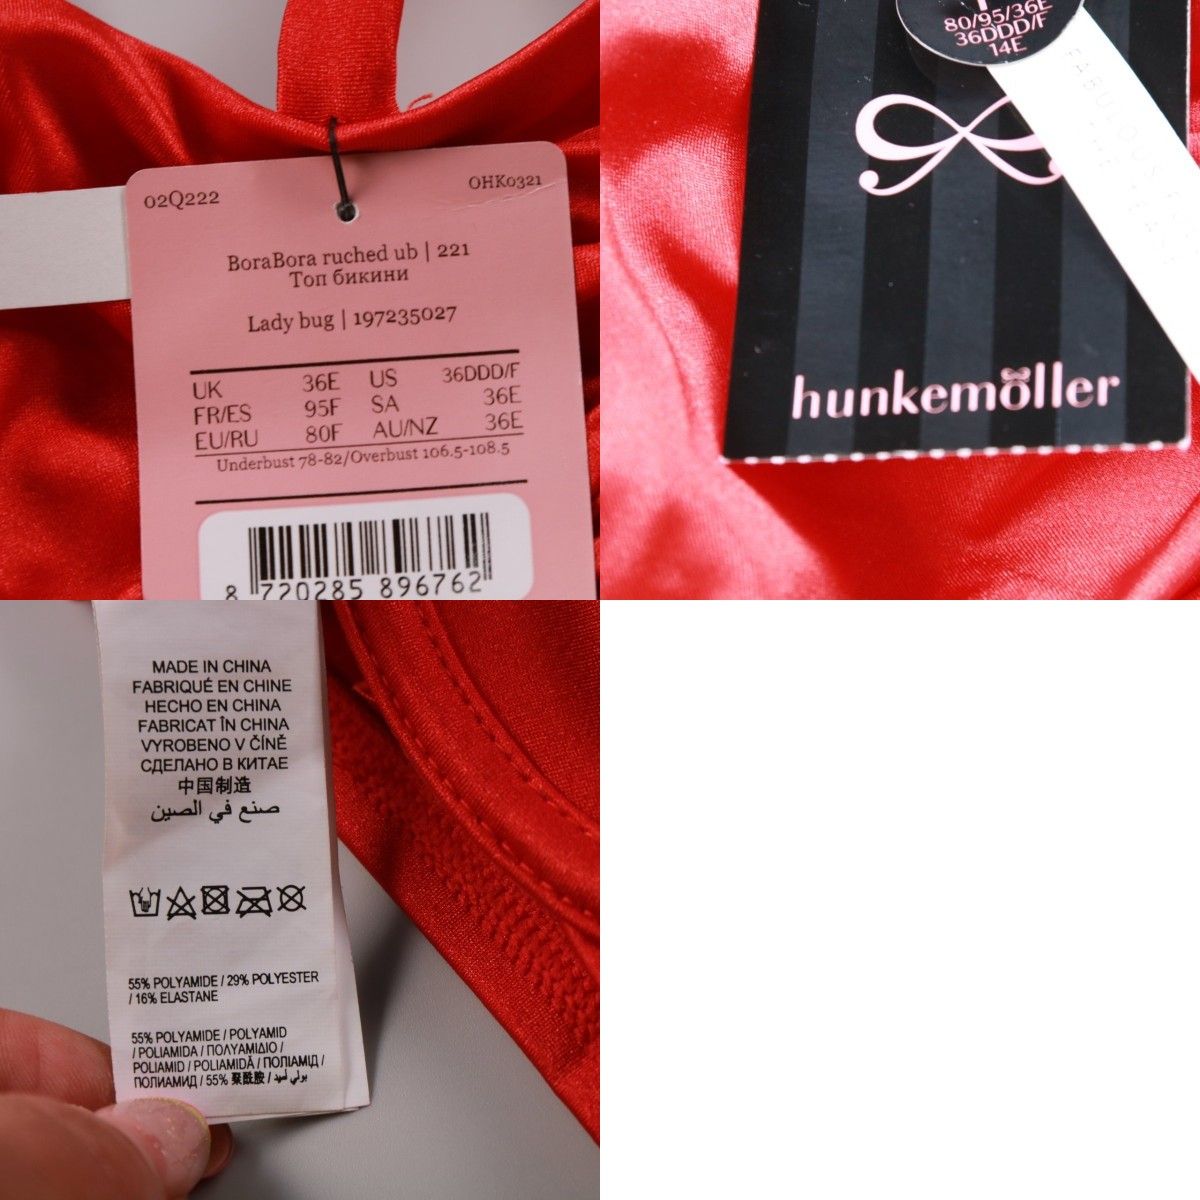 02Q222
OHK0321
BoraBora ruched ub | 221
Топ бикини
Lady bug | 197235027
UK 36E US 36DDD/F
FR/ES 95F SA 36E
EU/RU 80F AU/NZ 36E
Underbust 78-82/Overbust 106.5-108.5
8 720285 896762
80/95/36E
36DDD/F
14E
FABULOUS
hunkemöller
MADE IN CHINA
FABRIQUÉ EN CHINE
HECHO EN CHINA
FABRICAT ÎN CHINA
VYROBENO V ČÍNĚ
СДЕЛАНО В КИТАЕ
中国制造
صنع في الصين
55% POLYAMIDE / 29% POLYESTER
/ 16% ELASTANE
55% POLYAMIDE / POLYAMID
/ POLIAMIDA / ΠΟΛΥΑΜΙΔΙΟ /
POLIAMID / POLIAMIDĂ / ПОЛІАМІД /
ПОЛИАМИД / 55% 聚酰胺 / بولي أميد /